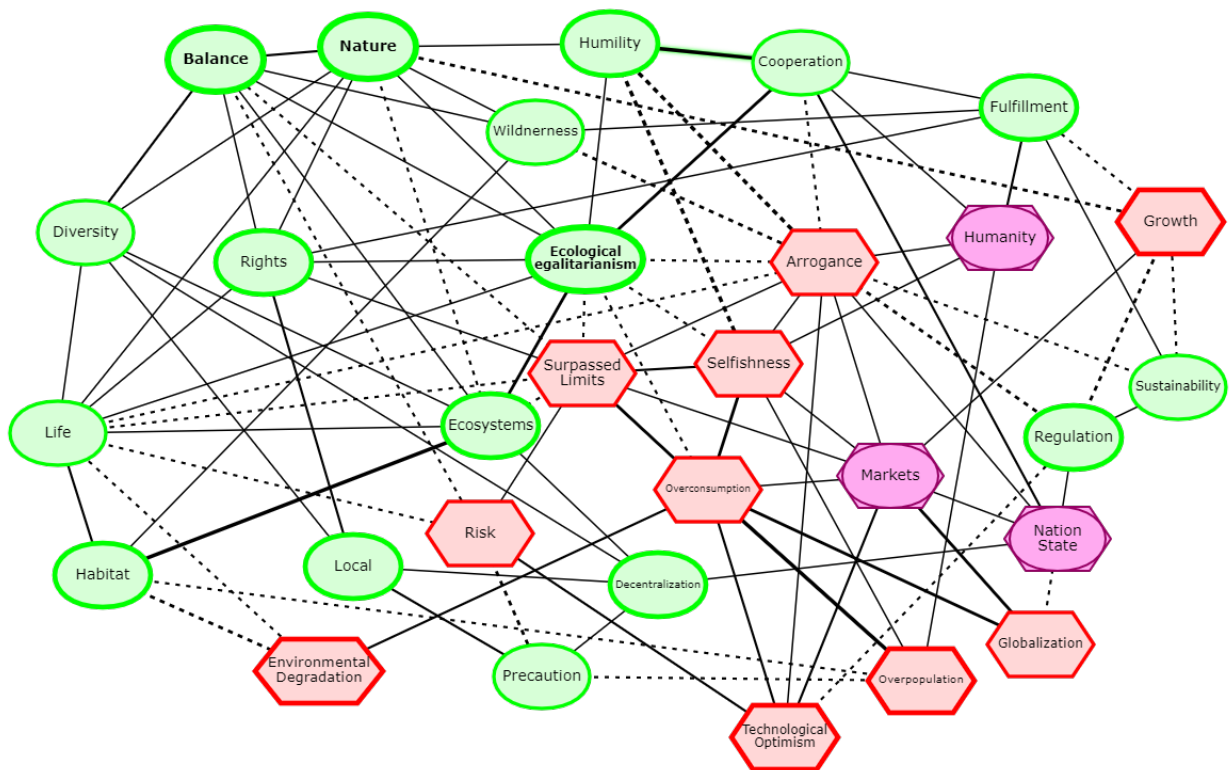 Balance
Nature
Humility
Cooperation
Fulfillment
Wildnerness
Diversity
Rights
Ecological
egalitarianism
Arrogance
Humanity
Growth
Surpassed
Limits
Selfishness
Sustainability
Life
Ecosystems
Regulation
Overconsumption
Markets
Risk
Nation
State
Habitat
Local
Decentralization
Globalization
Environmental
Degradation
Precaution
Overpopulation
Technological
Optimism